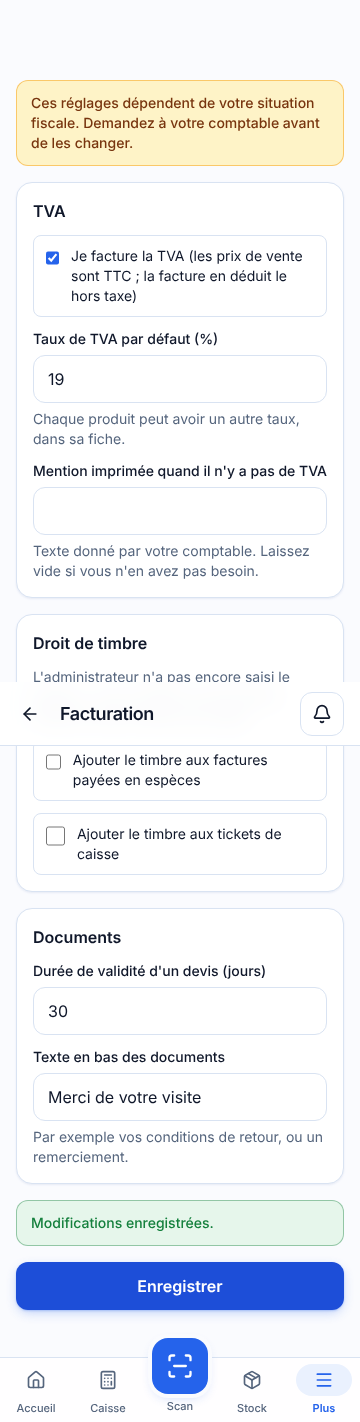 Ces réglages dépendent de votre situation
fiscale. Demandez à votre comptable avant
de les changer.
TVA
Je facture la TVA (les prix de vente
sont TTC ; la facture en déduit le
hors taxe)
Taux de TVA par défaut (%)
19
Chaque produit peut avoir un autre taux,
dans sa fiche.
Mention imprimée quand il n'y a pas de TVA
Texte donné par votre comptable. Laissez
vide si vous n'en avez pas besoin.
Droit de timbre
L'administrateur n'a pas encore saisi le
Facturation
Ajouter le timbre aux factures
payées en espèces
Ajouter le timbre aux tickets de
caisse
Documents
Durée de validité d'un devis (jours)
30
Texte en bas des documents
Merci de votre visite
Par exemple vos conditions de retour, ou un
remerciement.
Modifications enregistrées.
Enregistrer
Accueil
Caisse
Scan
Stock
Plus